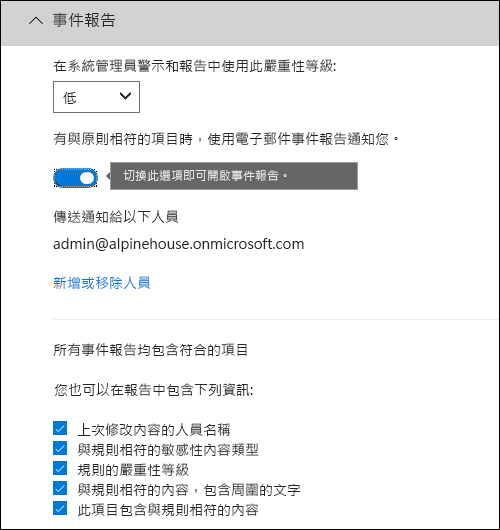 事件報告
在系統管理員警示和報告中使用此嚴重性等級:
低
有與原則相符的項目時，使用電子郵件事件報告通知您。
切換此選項即可開啟事件報告。
傳送通知給以下人員
admin@alpinehouse.onmicrosoft.com
新增或移除人員
所有事件報告均包含符合的項目
您也可以在報告中包含下列資訊:
上次修改內容的人員名稱
與規則相符的敏感性內容類型
規則的嚴重性等級
與規則相符的內容，包含周圍的文字
此項目包含與規則相符的內容